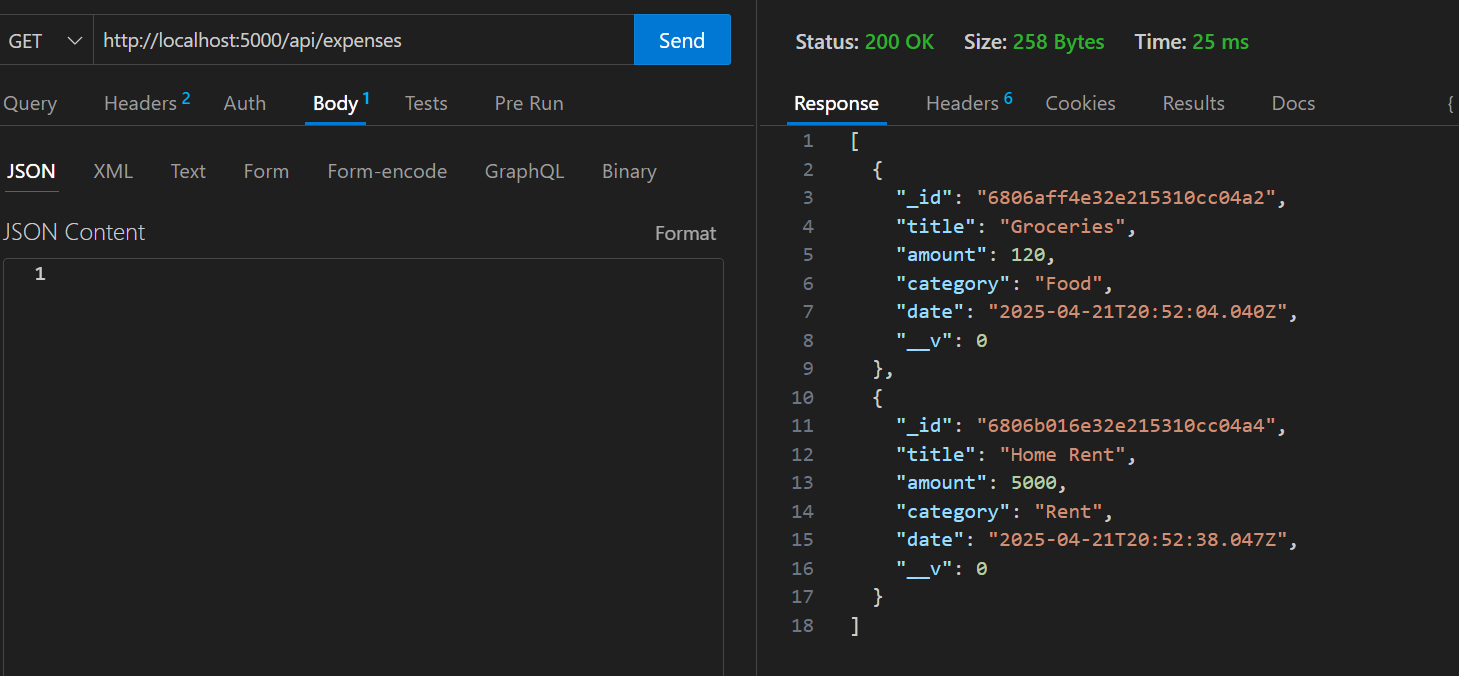 GET http://localhost:5000/api/expenses Send
Query Headers 2 Auth Body 1 Tests Pre Run
JSON XML Text Form Form-encode GraphQL Binary
JSON Content Format
1
Status: 200 OK Size: 258 Bytes Time: 25 ms
Response Headers 6 Cookies Results Docs {
1 [
2 {
3 "_id": "6806aff4e32e215310cc04a2",
4 "title": "Groceries",
5 "amount": 120,
6 "category": "Food",
7 "date": "2025-04-21T20:52:04.040Z",
8 "__v": 0
9 },
10 {
11 "_id": "6806b016e32e215310cc04a4",
12 "title": "Home Rent",
13 "amount": 5000,
14 "category": "Rent",
15 "date": "2025-04-21T20:52:38.047Z",
16 "__v": 0
17 }
18 ]